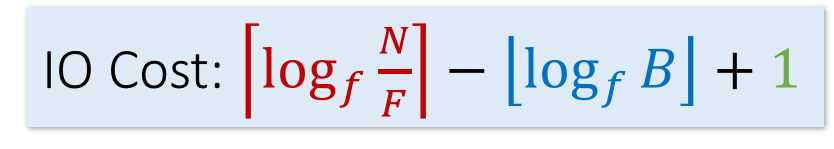 IO Cost: ⌈log_f N/F⌉ − ⌊log_f B⌋ + 1